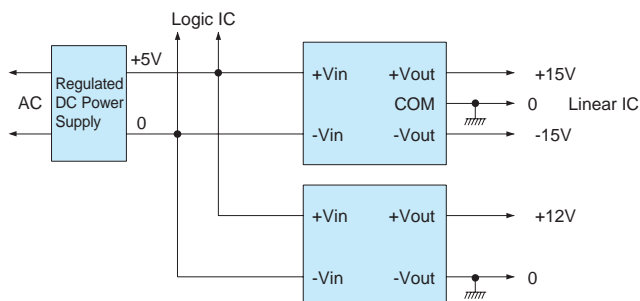 Logic IC
+5V
Regulated
DC Power
Supply
AC
0
+Vin
+Vout
COM
-Vin
-Vout
+15V
0
Linear IC
-15V
+Vin
+Vout
-Vin
-Vout
+12V
0